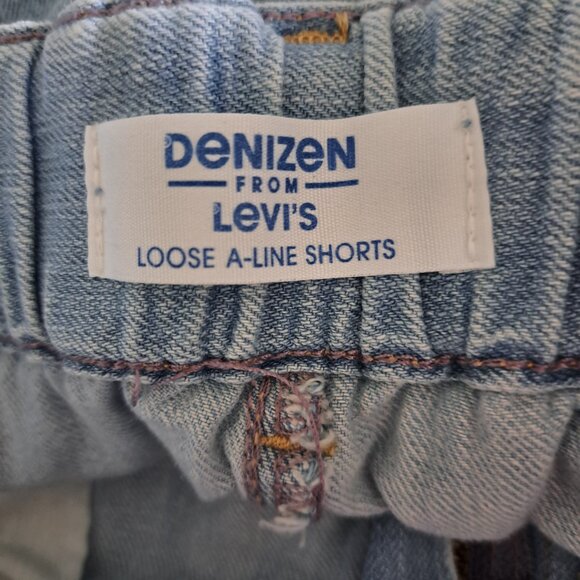 DENIZEN
FROM
LEVI'S
LOOSE A-LINE SHORTS